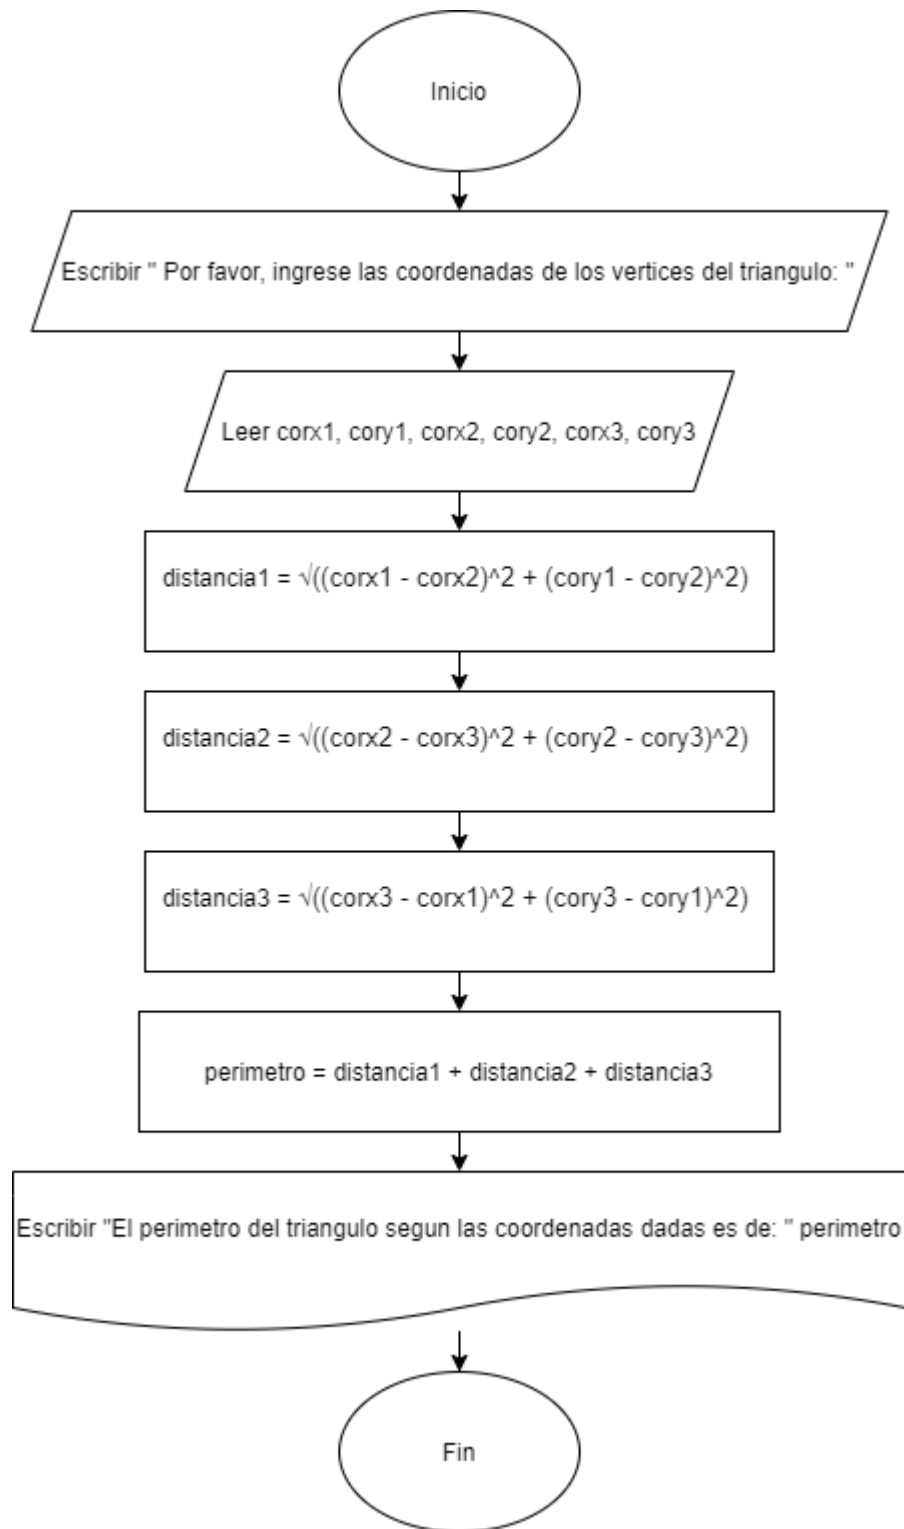 Inicio
Escribir " Por favor, ingrese las coordenadas de los vertices del triangulo: "
Leer corx1, cory1, corx2, cory2, corx3, cory3
distancia1 = √((corx1 - corx2)^2 + (cory1 - cory2)^2)
distancia2 = √((corx2 - corx3)^2 + (cory2 - cory3)^2)
distancia3 = √((corx3 - corx1)^2 + (cory3 - cory1)^2)
perimetro = distancia1 + distancia2 + distancia3
Escribir "El perimetro del triangulo segun las coordenadas dadas es de: " perimetro
Fin